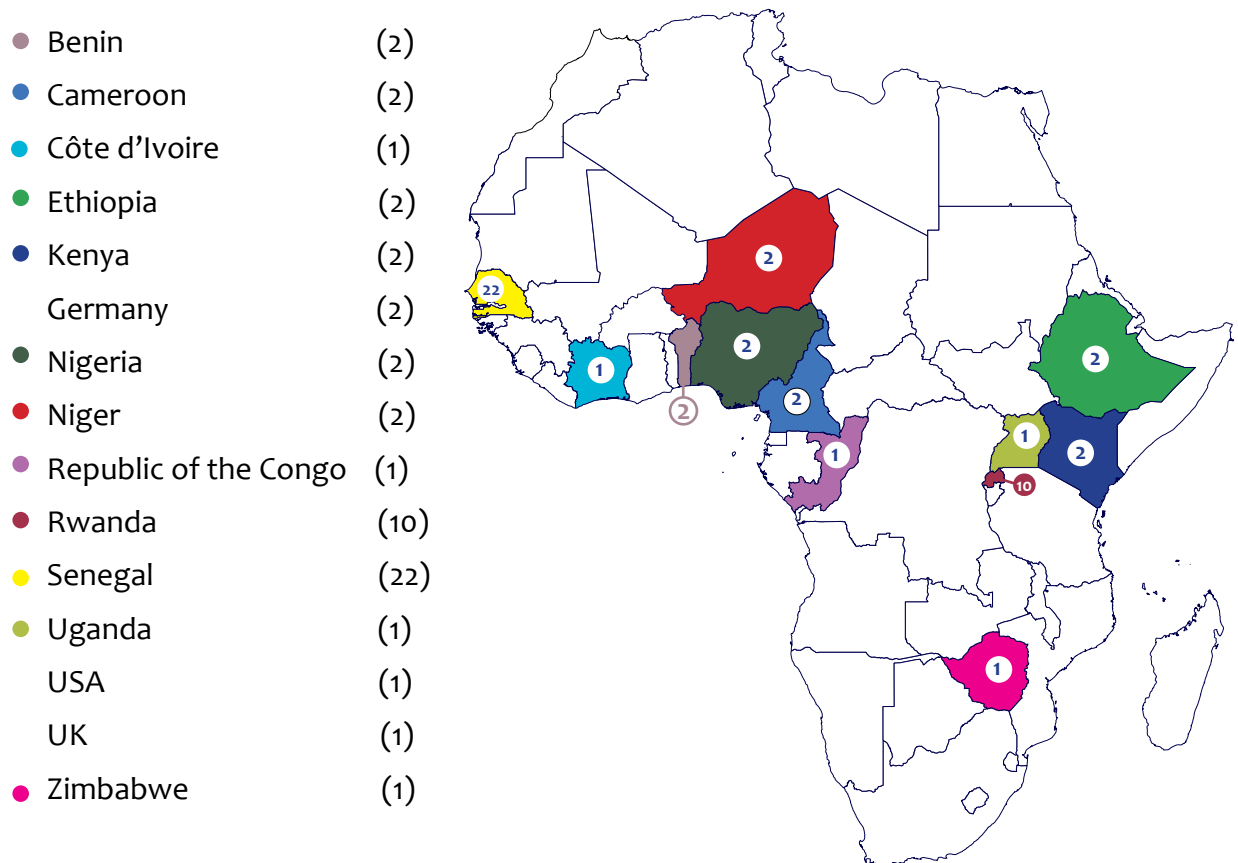 Benin (2)
Cameroon (2)
Côte d’Ivoire (1)
Ethiopia (2)
Kenya (2)
Germany (2)
Nigeria (2)
Niger (2)
Republic of the Congo (1)
Rwanda (10)
Senegal (22)
Uganda (1)
USA (1)
UK (1)
Zimbabwe (1)
2
22
2
2
1
2
2
2
1
1
2
10
1